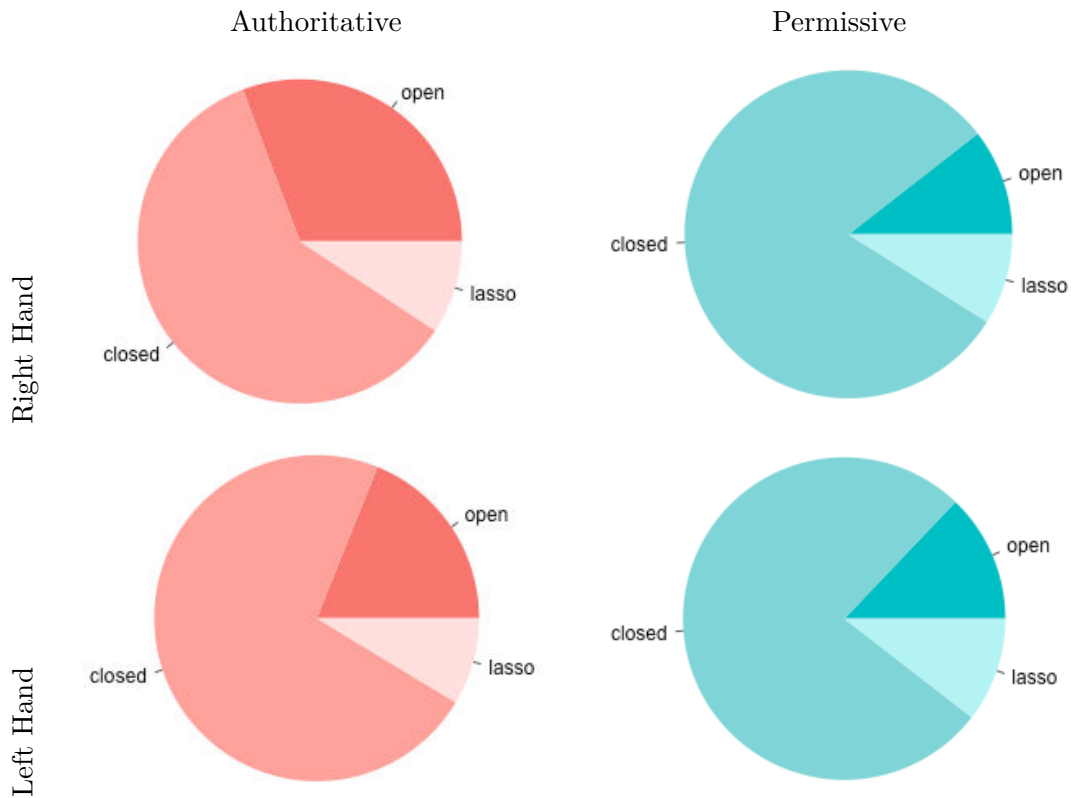 Authoritative
Permissive
Right Hand
open
closed
lasso
open
closed
lasso
Left Hand
open
closed
lasso
open
closed
lasso